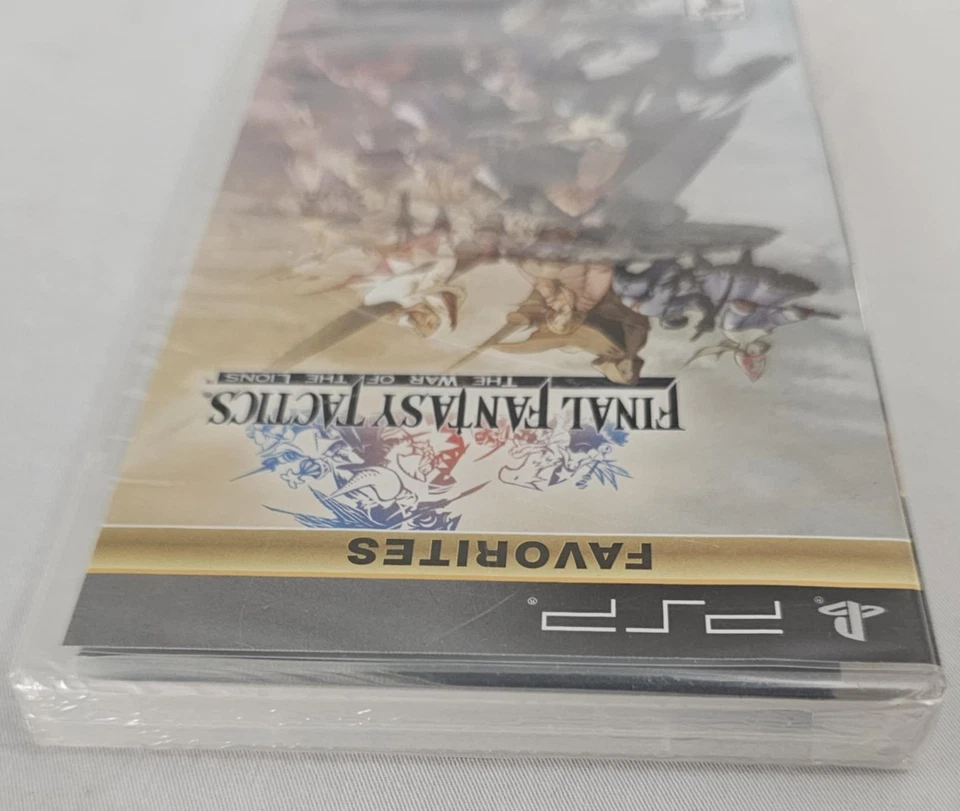 PSP®
FAVORITES
FINAL FANTASY TACTICS
THE WAR OF THE LIONS